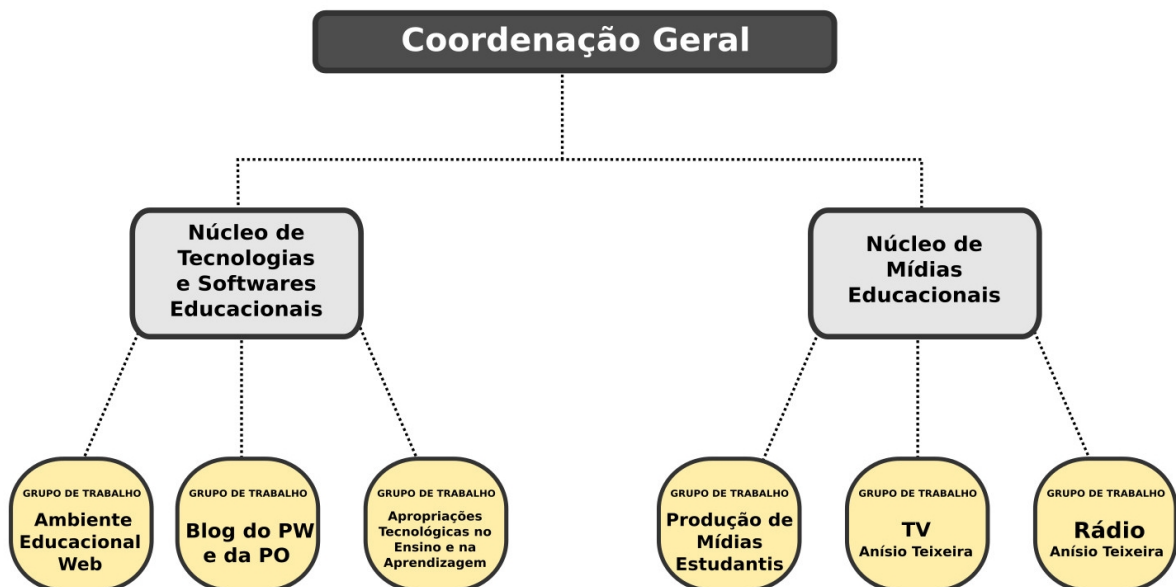 Coordenação Geral
Núcleo de
Tecnologias
e Softwares
Educacionais
Núcleo de
Mídias
Educacionais
GRUPO DE TRABALHO
Ambiente
Educacional
Web
GRUPO DE TRABALHO
Blog do PW
e da PO
GRUPO DE TRABALHO
Apropriações
Tecnológicas no
Ensino e na
Aprendizagem
GRUPO DE TRABALHO
Produção de
Mídias
Estudantis
GRUPO DE TRABALHO
TV
Anísio Teixeira
GRUPO DE TRABALHO
Rádio
Anísio Teixeira